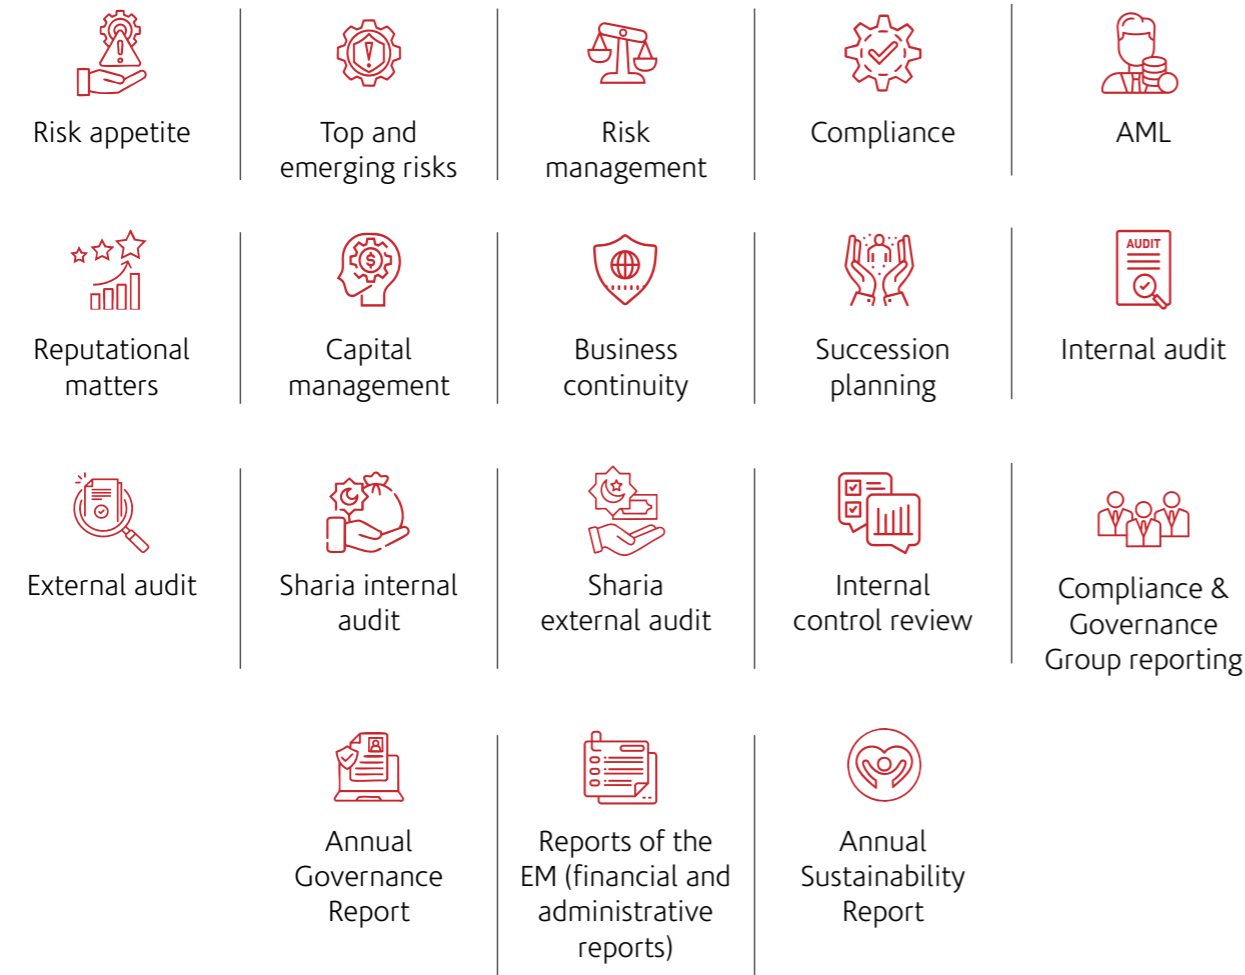 Risk appetite
Top and
emerging risks
Risk
management
Compliance
AML
Reputational
matters
Capital
management
Business
continuity
Succession
planning
AUDIT
Internal audit
External audit
Sharia internal
audit
Sharia
external audit
Internal
control review
Compliance &
Governance
Group reporting
Annual
Governance
Report
Reports of the
EM (financial and
administrative
reports)
Annual
Sustainability
Report